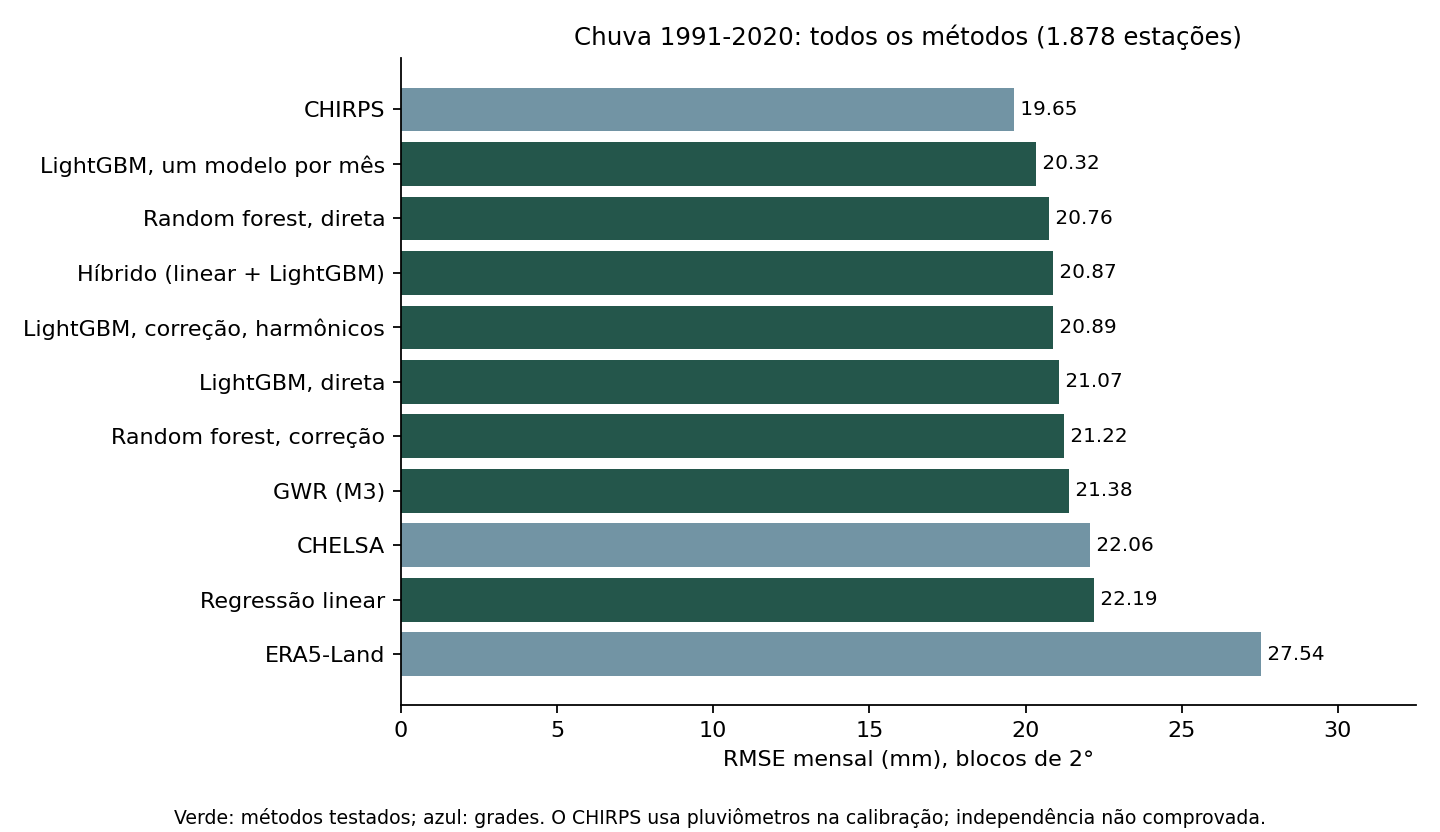 Chuva 1991-2020: todos os métodos (1.878 estações)
CHIRPS 19.65
LightGBM, um modelo por mês 20.32
Random forest, direta 20.76
Híbrido (linear + LightGBM) 20.87
LightGBM, correção, harmônicos 20.89
LightGBM, direta 21.07
Random forest, correção 21.22
GWR (M3) 21.38
CHELSA 22.06
Regressão linear 22.19
ERA5-Land 27.54
0 5 10 15 20 25 30
RMSE mensal (mm), blocos de 2°
Verde: métodos testados; azul: grades. O CHIRPS usa pluviômetros na calibração; independência não comprovada.